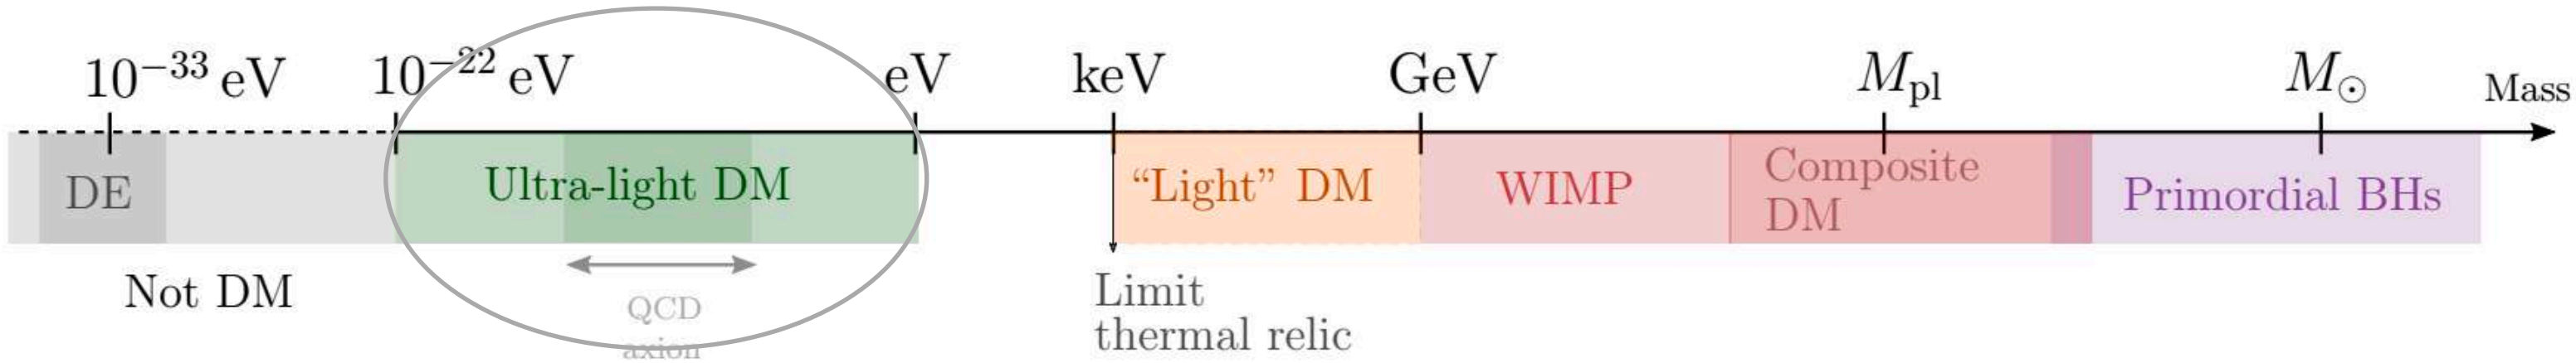 10⁻³³ eV
10⁻²² eV
eV
keV
GeV
M_pl
M_⊙
Mass
DE
Ultra-light DM
“Light” DM
WIMP
Composite
DM
Primordial BHs
Not DM
QCD
axion
Limit
thermal relic